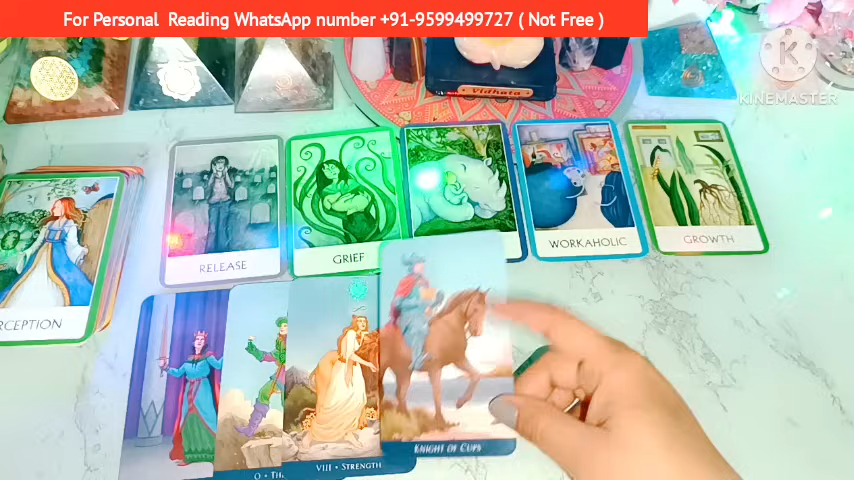 For Personal Reading WhatsApp number +91-9599499727 ( Not Free )
Vidhata
KINEMASTER
RELEASE
GRIEF
WORKAHOLIC
GROWTH
RCEPTION
VIII • STRENGTH
KNIGHT OF CUPS